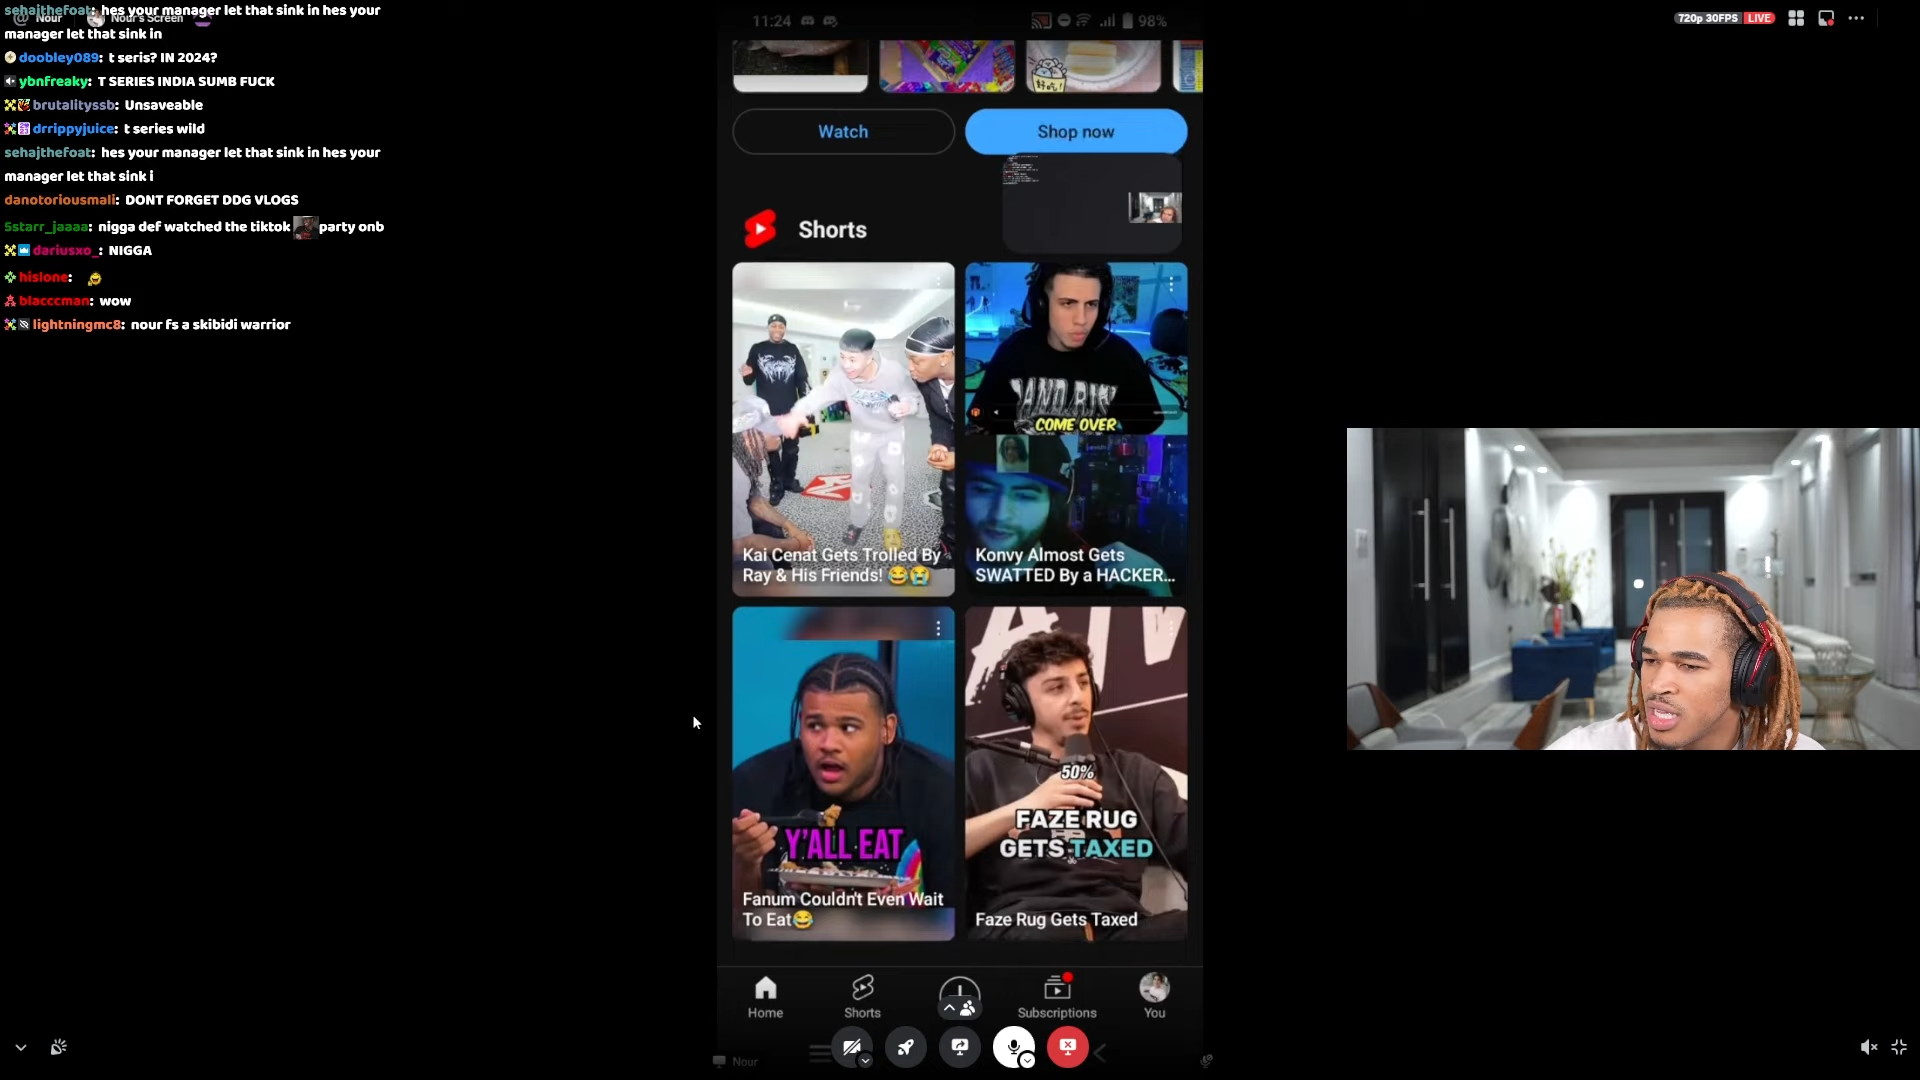 sehajthefoat: hes your manager let that sink in hes your
manager let that sink in
@ Nour
Nour's Screen
doobley089: t seris? IN 2024?
ybnfreaky: T SERIES INDIA SUMB FUCK
brutalityssb: Unsaveable
drrippyjuice: t series wild
sehajthefoat: hes your manager let that sink in hes your
manager let that sink i
danotoriousmali: DONT FORGET DDG VLOGS
5starr_jaaaa: nigga def watched the tiktok party onb
dariusxo_: NIGGA
hislone:
blacccman: wow
lightningmc8: nour fs a skibidi warrior
11:24
98%
Watch
Shop now
Shorts
COME OVER
Kai Cenat Gets Trolled By
Ray & His Friends! 😂😭
Konvy Almost Gets
SWATTED By a HACKER...
Y'ALL EAT
Fanum Couldn't Even Wait
To Eat😂
50%
FAZE RUG
GETS TAXED
Faze Rug Gets Taxed
Home
Shorts
Subscriptions
You
Nour
720p 30FPS LIVE